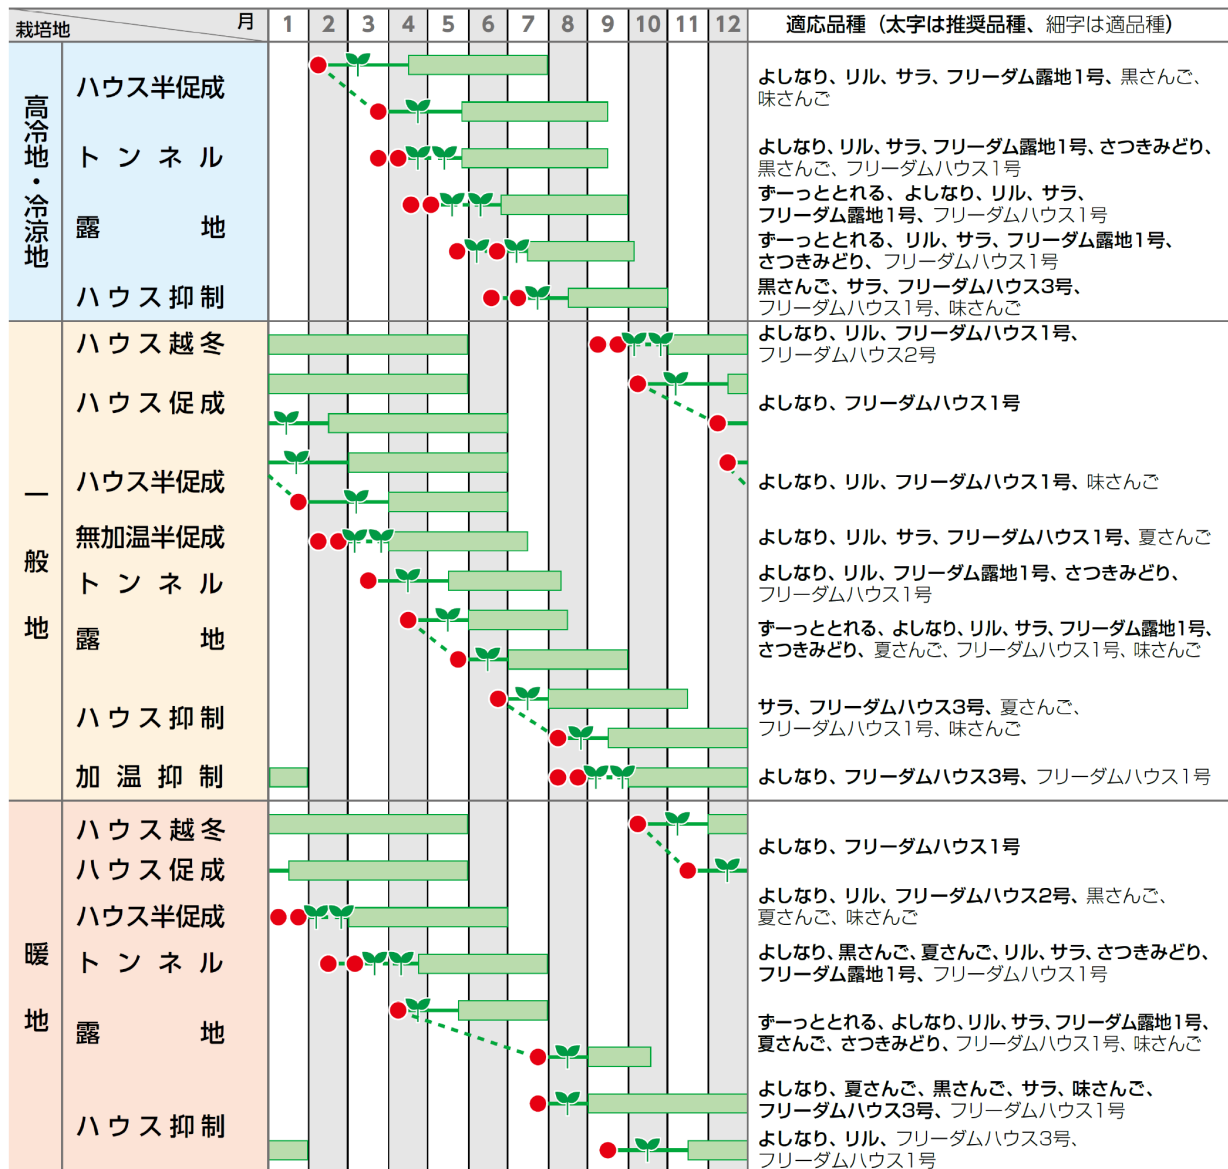 栽培地 月 1 2 3 4 5 6 7 8 9 10 11 12 適応品種（太字は推奨品種、細字は適品種）
高冷地・冷涼地
ハウス半促成
よしなり、リル、サラ、フリーダム露地1号、黒さんご、
味さんご
トンネル
よしなり、リル、サラ、フリーダム露地1号、さつきみどり、
黒さんご、フリーダムハウス1号
露地
ずーっととれる、よしなり、リル、サラ、
フリーダム露地1号、フリーダムハウス1号
ずーっととれる、リル、サラ、フリーダム露地1号、
さつきみどり、フリーダムハウス1号
ハウス抑制
黒さんご、サラ、フリーダムハウス3号、
フリーダムハウス1号、味さんご
一般地
ハウス越冬
よしなり、リル、フリーダムハウス1号、
フリーダムハウス2号
ハウス促成
よしなり、フリーダムハウス1号
ハウス半促成
よしなり、リル、フリーダムハウス1号、味さんご
無加温半促成
よしなり、リル、サラ、フリーダムハウス1号、夏さんご
トンネル
よしなり、リル、フリーダム露地1号、さつきみどり、
フリーダムハウス1号
露地
ずーっととれる、よしなり、リル、サラ、フリーダム露地1号、
さつきみどり、夏さんご、フリーダムハウス1号、味さんご
ハウス抑制
サラ、フリーダムハウス3号、夏さんご、
フリーダムハウス1号、味さんご
加温抑制
よしなり、フリーダムハウス3号、フリーダムハウス1号
暖地
ハウス越冬
ハウス促成
よしなり、フリーダムハウス1号
ハウス半促成
よしなり、リル、フリーダムハウス2号、黒さんご、
夏さんご、味さんご
トンネル
よしなり、黒さんご、夏さんご、リル、サラ、さつきみどり、
フリーダム露地1号、フリーダムハウス1号
露地
ずーっととれる、よしなり、リル、サラ、フリーダム露地1号、
夏さんご、さつきみどり、フリーダムハウス1号、味さんご
ハウス抑制
よしなり、夏さんご、黒さんご、サラ、味さんご、
フリーダムハウス3号、フリーダムハウス1号
よしなり、リル、フリーダムハウス3号、
フリーダムハウス1号